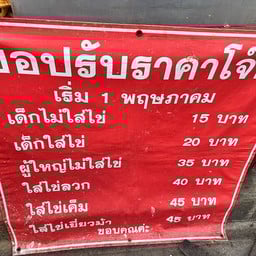 ขอปรับราคาโจ๊
เริ่ม 1 พฤษภาคม
เด็กไม่ใส่ไข่ 15 บาท
เด็กใส่ไข่ 20 บาท
ผู้ใหญ่ไม่ใส่ไข่ 35 บาท
ใส่ไข่ลวก 40 บาท
ใส่ไข่เค็ม 45 บาท
ใส่ไข่เยี่ยวม้า 45 บาท
ขอบคุณค่ะ